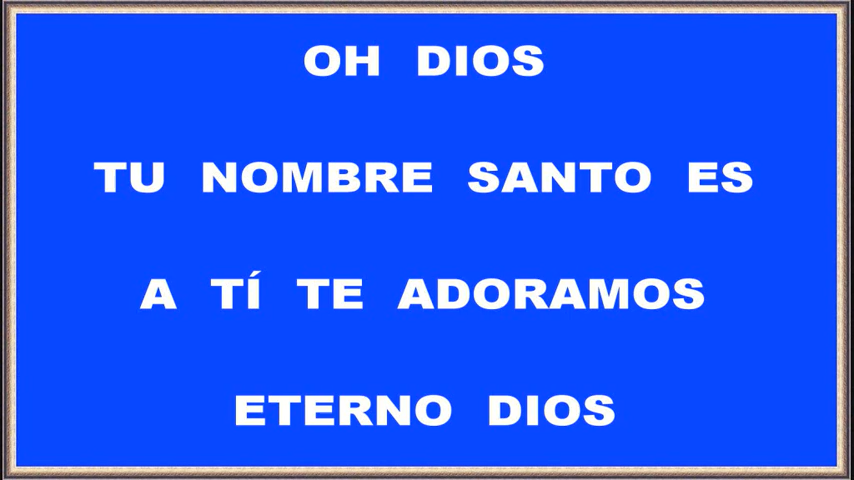 OH DIOS
TU NOMBRE SANTO ES
A TÍ TE ADORAMOS
ETERNO DIOS